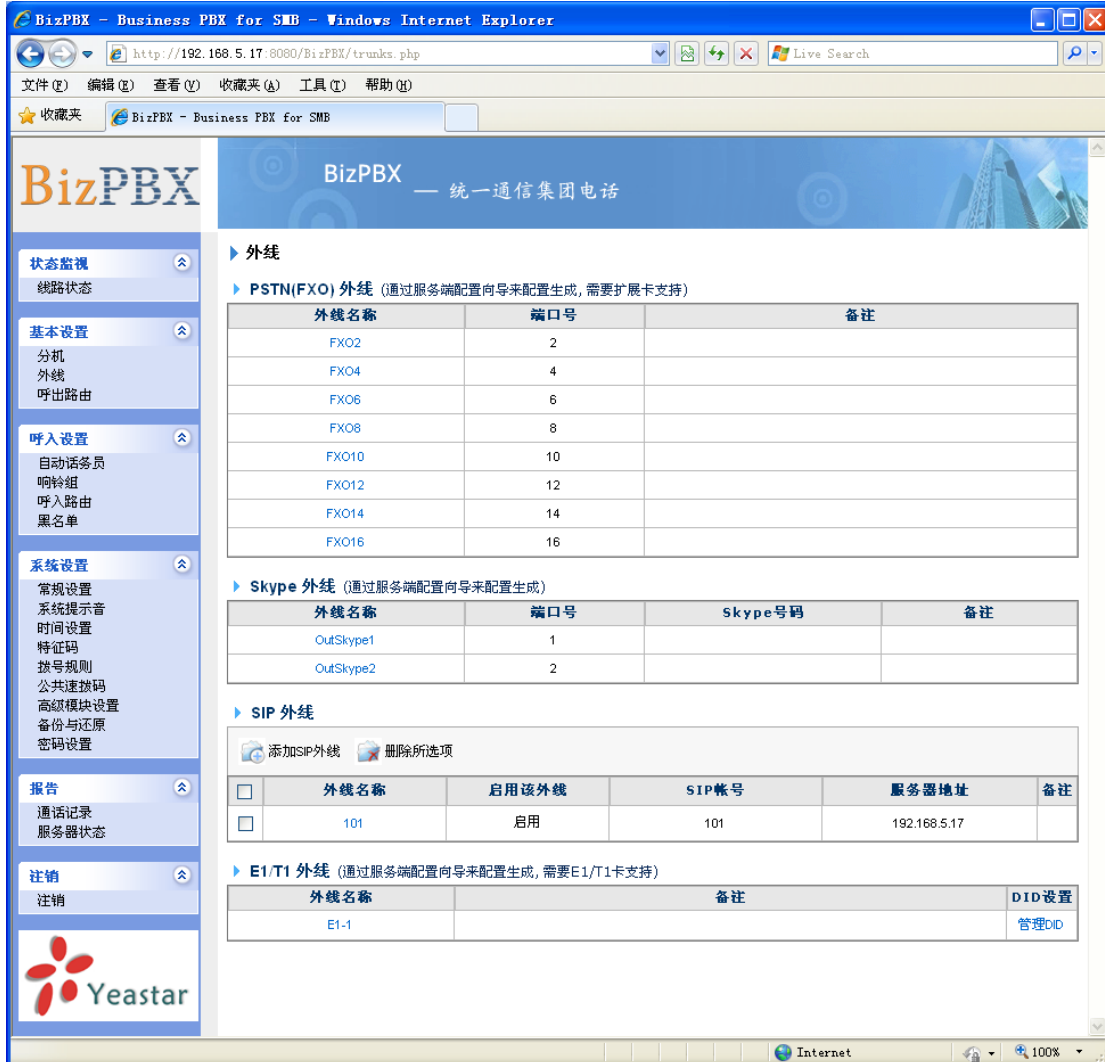 BizPBX - Business PBX for SMB - Windows Internet Explorer
http://192.168.5.17:8080/BizPBX/trunks.php Live Search
文件(F) 编辑(E) 查看(V) 收藏夹(A) 工具(T) 帮助(H)
收藏夹 BizPBX - Business PBX for SMB
BizPBX
BizPBX — 统一通信集团电话
状态监视
线路状态
基本设置
分机
外线
呼出路由
呼入设置
自动话务员
响铃组
呼入路由
黑名单
系统设置
常规设置
系统提示音
时间设置
特征码
拨号规则
公共速拨码
高级模块设置
备份与还原
密码设置
报告
通话记录
服务器状态
注销
注销
Yeastar
外线
PSTN(FXO) 外线 (通过服务端配置向导来配置生成, 需要扩展卡支持)
外线名称 端口号 备注
FXO2 2
FXO4 4
FXO6 6
FXO8 8
FXO10 10
FXO12 12
FXO14 14
FXO16 16
Skype 外线 (通过服务端配置向导来配置生成)
外线名称 端口号 Skype号码 备注
OutSkype1 1
OutSkype2 2
SIP 外线
添加SIP外线 删除所选项
外线名称 启用该外线 SIP帐号 服务器地址 备注
101 启用 101 192.168.5.17
E1/T1 外线 (通过服务端配置向导来配置生成, 需要E1/T1卡支持)
外线名称 备注 DID设置
E1-1 管理DID
Internet 100%